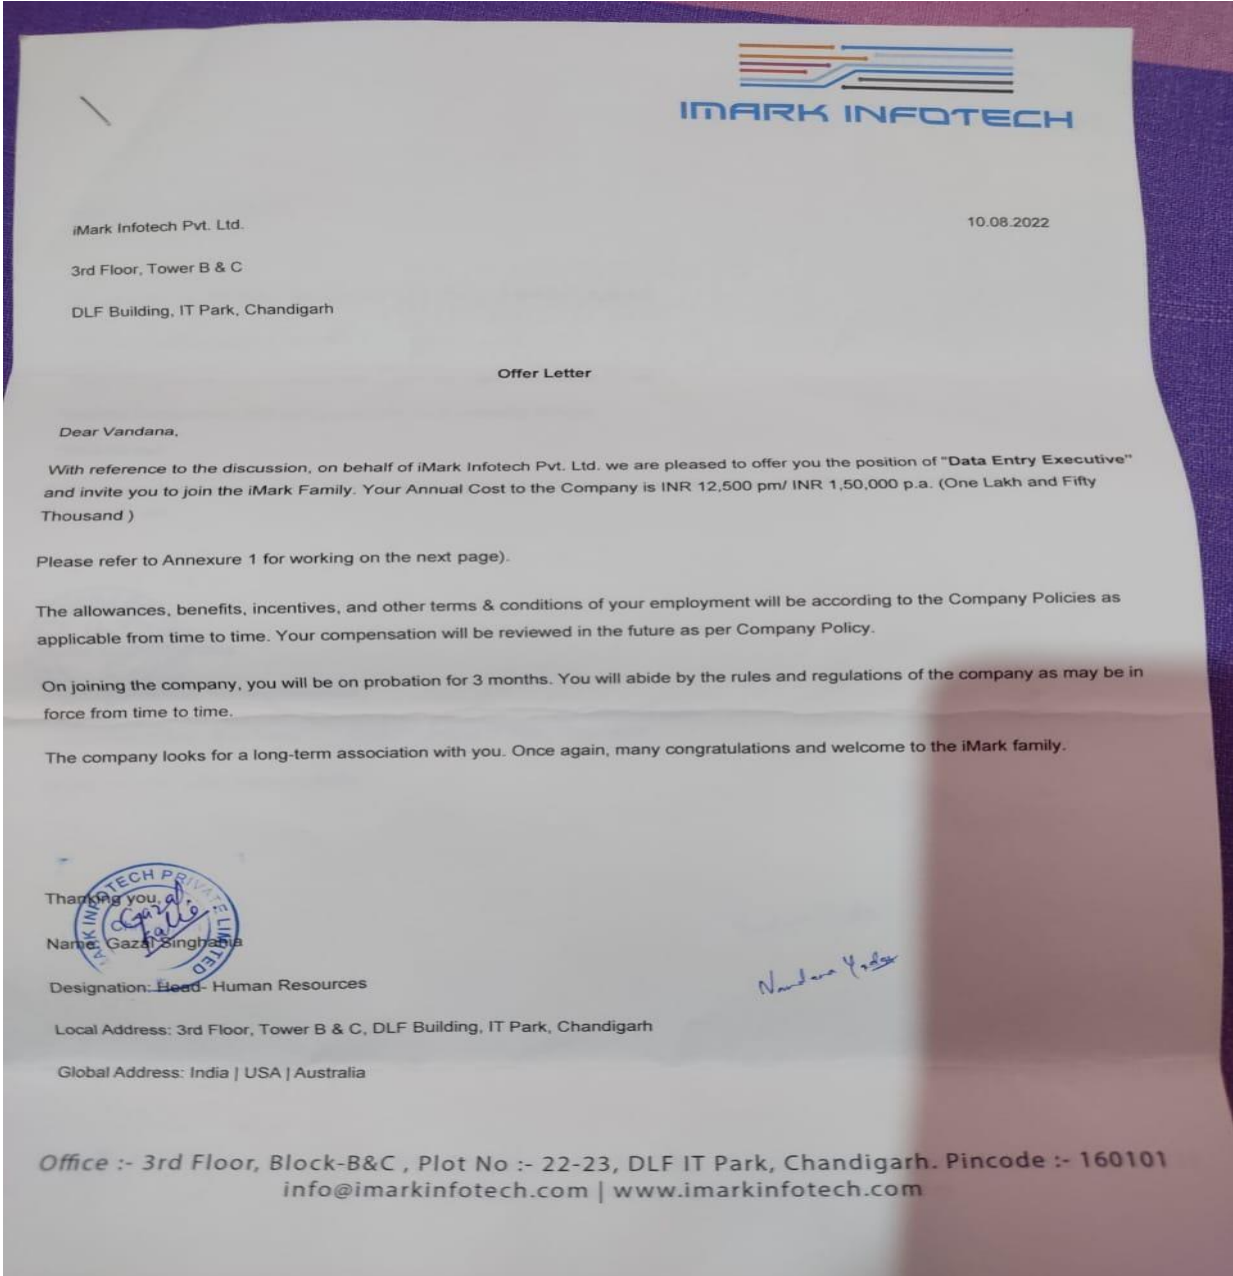 IMARK INFOTECH
iMark Infotech Pvt. Ltd.
10.08.2022
3rd Floor, Tower B & C
DLF Building, IT Park, Chandigarh
Offer Letter
Dear Vandana,
With reference to the discussion, on behalf of iMark Infotech Pvt. Ltd. we are pleased to offer you the position of "Data Entry Executive"
and invite you to join the iMark Family. Your Annual Cost to the Company is INR 12,500 pm/ INR 1,50,000 p.a. (One Lakh and Fifty
Thousand )
Please refer to Annexure 1 for working on the next page).
The allowances, benefits, incentives, and other terms & conditions of your employment will be according to the Company Policies as
applicable from time to time. Your compensation will be reviewed in the future as per Company Policy.
On joining the company, you will be on probation for 3 months. You will abide by the rules and regulations of the company as may be in
force from time to time.
The company looks for a long-term association with you. Once again, many congratulations and welcome to the iMark family.
Thanking you,
ARK INFOTECH PRIVATE LIMITED
Gazal
Name: Gazal Singhania
Designation: Head- Human Resources
Vandana Yadav
Local Address: 3rd Floor, Tower B & C, DLF Building, IT Park, Chandigarh
Global Address: India | USA | Australia
Office :- 3rd Floor, Block-B&C , Plot No :- 22-23, DLF IT Park, Chandigarh. Pincode :- 160101
info@imarkinfotech.com | www.imarkinfotech.com